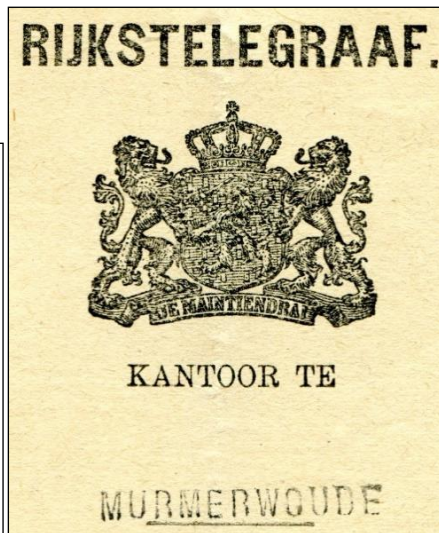 RIJKSTELEGRAAF.
JE MAINTIENDRAI
KANTOOR TE
MURMERWOUDE